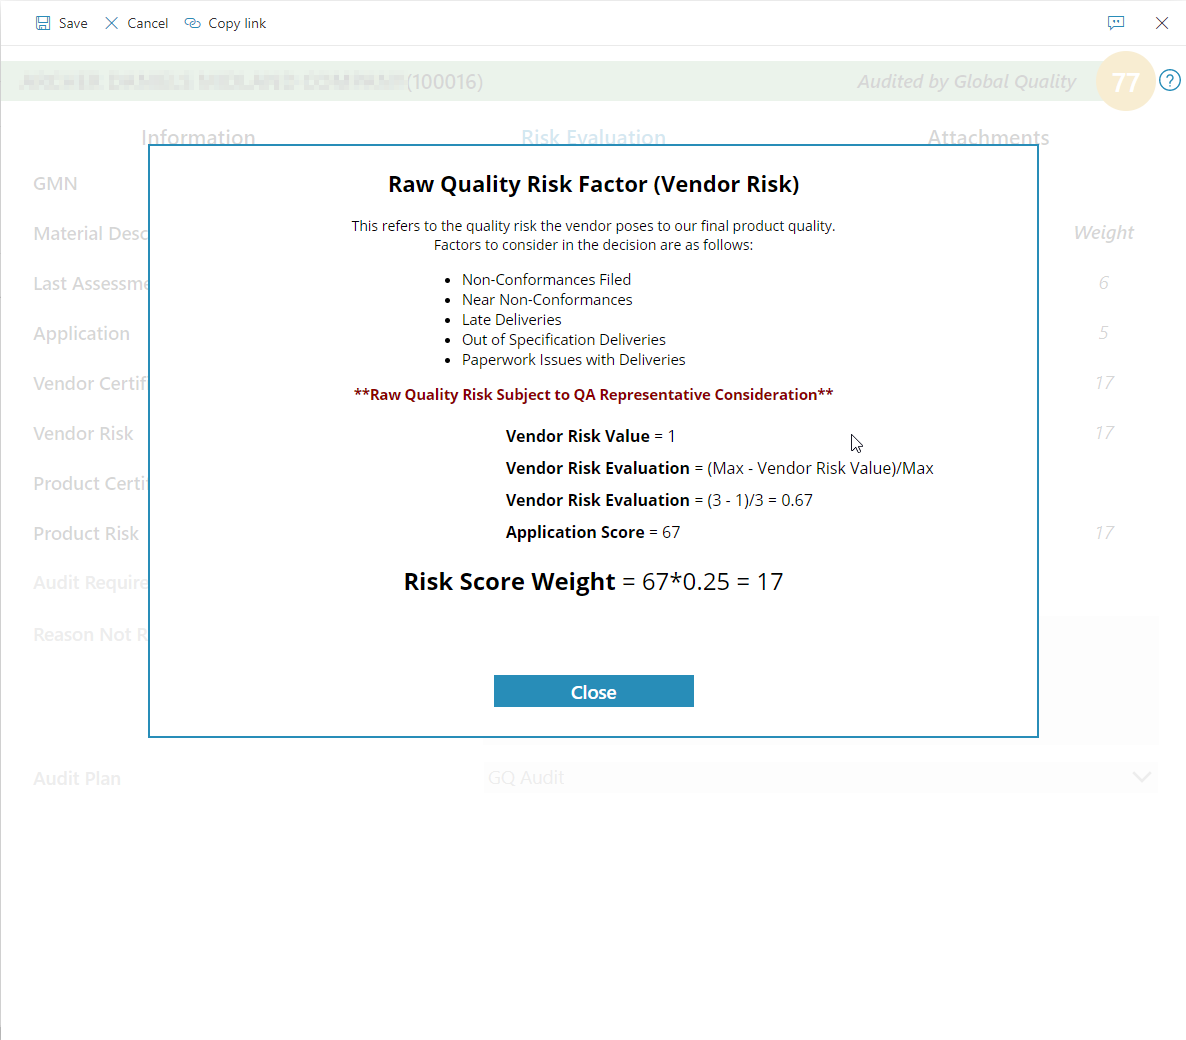 Save Cancel Copy link
(100016) Audited by Global Quality 77 ?
Information Risk Evaluation Attachments
GMN
Material Desc
Weight
Last Assessme
6
Application
5
Vendor Certif
17
Vendor Risk
17
Product Certi
Product Risk
17
Audit Require
Reason Not R
Audit Plan
GQ Audit
Raw Quality Risk Factor (Vendor Risk)
This refers to the quality risk the vendor poses to our final product quality.
Factors to consider in the decision are as follows:
• Non-Conformances Filed
• Near Non-Conformances
• Late Deliveries
• Out of Specification Deliveries
• Paperwork Issues with Deliveries
**Raw Quality Risk Subject to QA Representative Consideration**
Vendor Risk Value = 1
Vendor Risk Evaluation = (Max - Vendor Risk Value)/Max
Vendor Risk Evaluation = (3 - 1)/3 = 0.67
Application Score = 67
Risk Score Weight = 67*0.25 = 17
Close